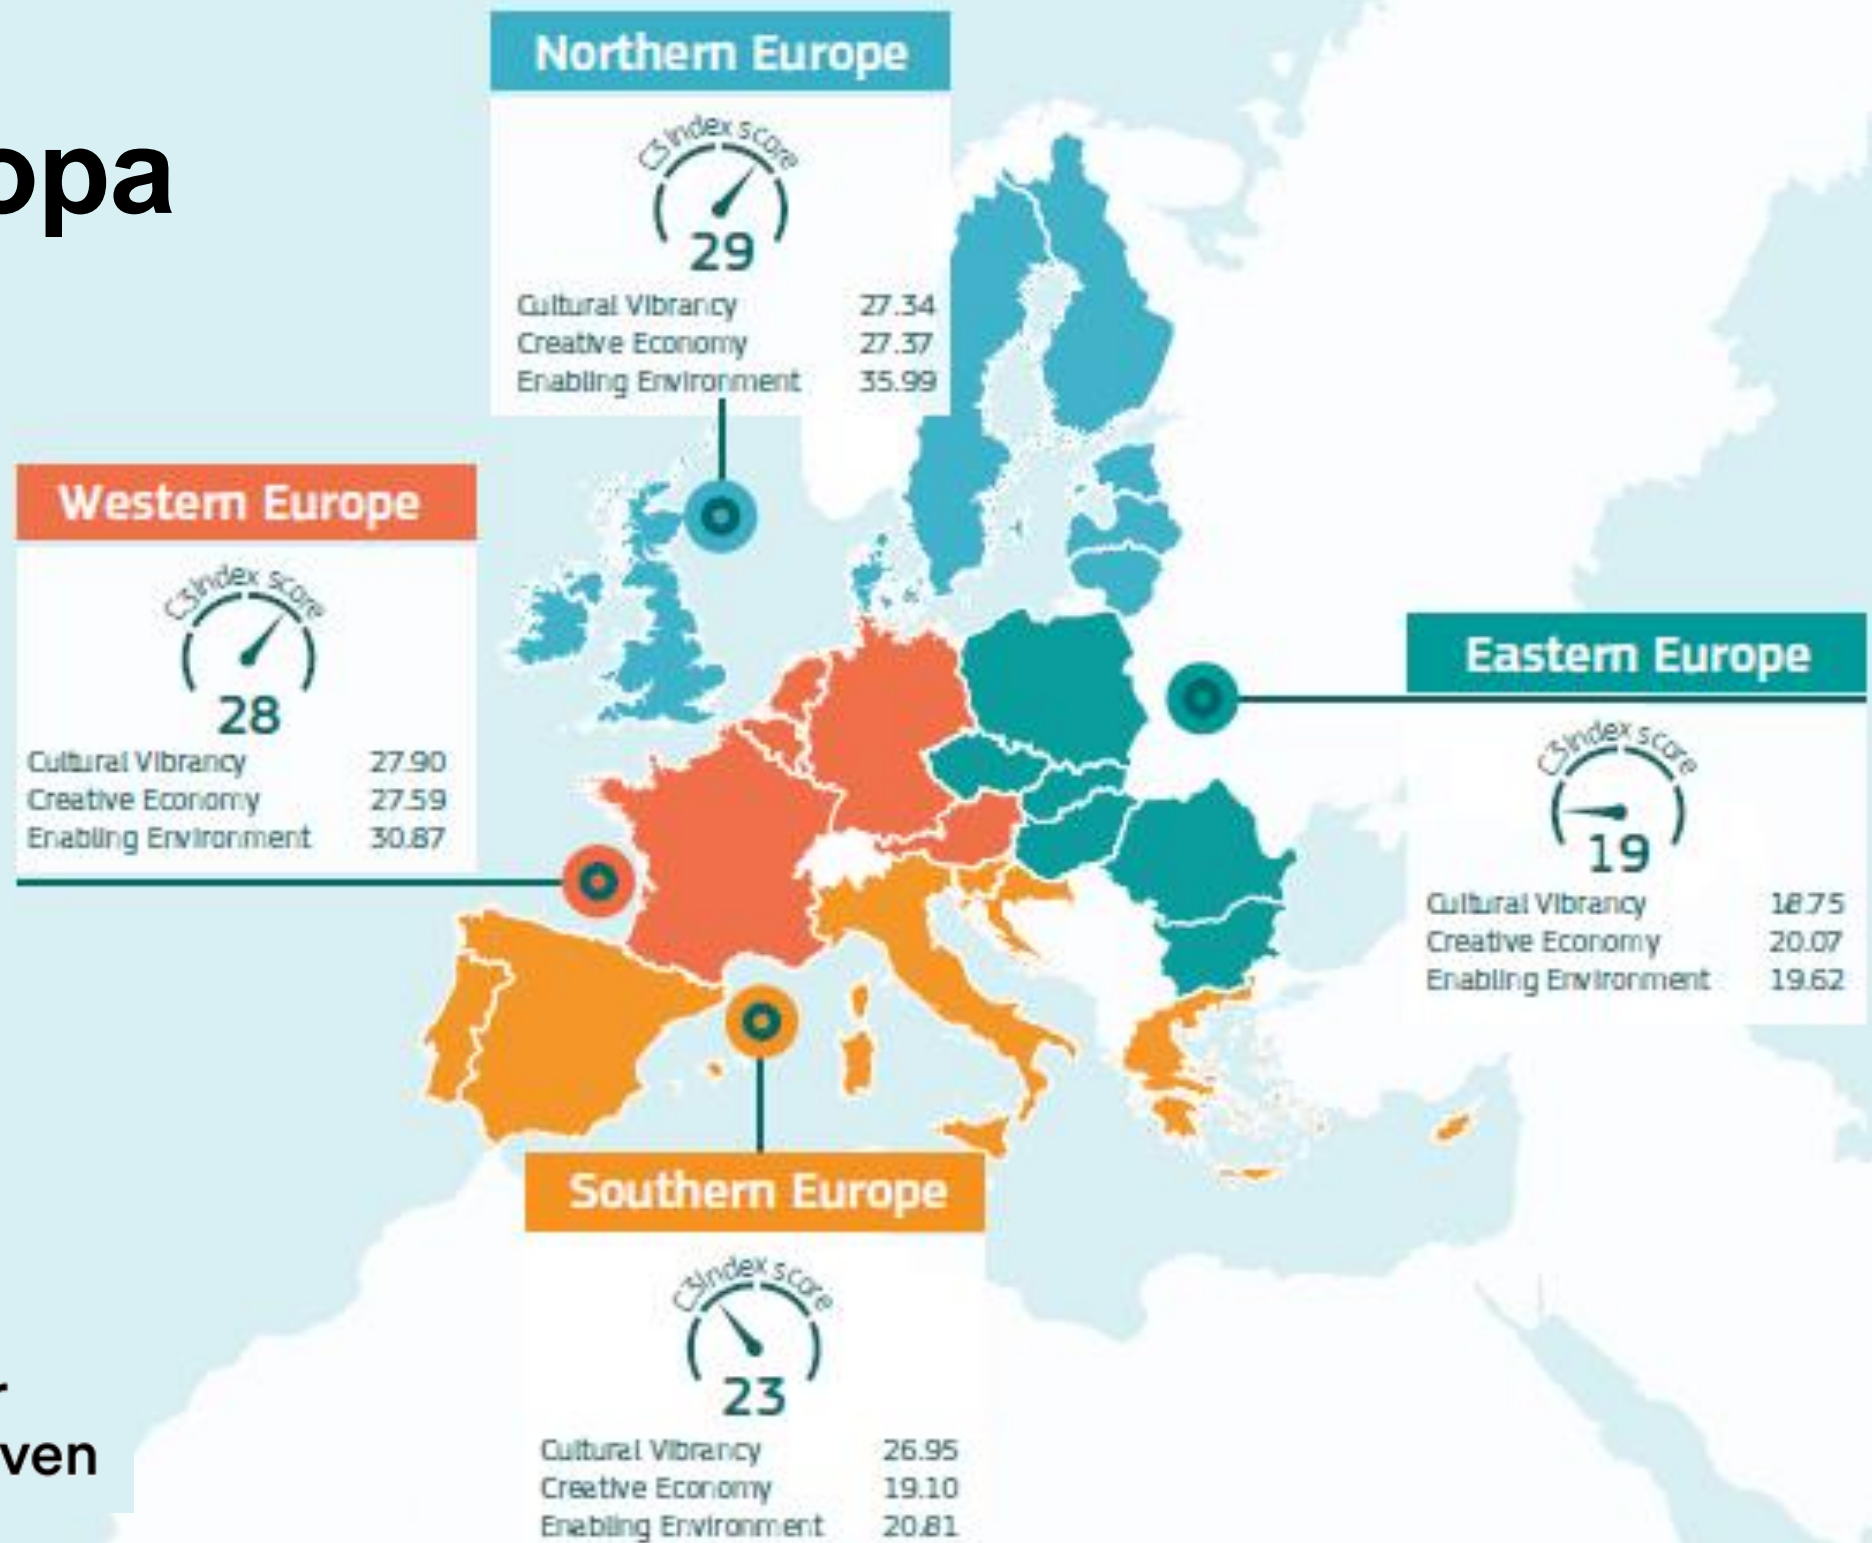 opa
Northern Europe
C3 Index score
29
Cultural Vibrancy 27.34
Creative Economy 27.37
Enabling Environment 35.99
Western Europe
C3 Index score
28
Cultural Vibrancy 27.90
Creative Economy 27.59
Enabling Environment 30.87
Eastern Europe
C3 Index score
19
Cultural Vibrancy 18.75
Creative Economy 20.07
Enabling Environment 19.62
Southern Europe
C3 Index score
23
Cultural Vibrancy 26.95
Creative Economy 19.10
Enabling Environment 20.81
r
ven